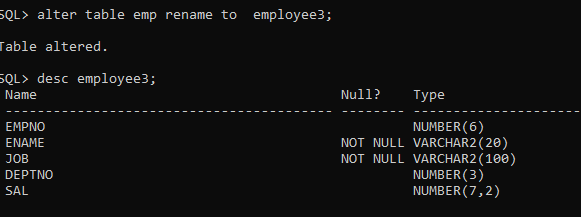 SQL> alter table emp rename to  employee3;
Table altered.
SQL> desc employee3;
 Name                                      Null?    Type
 ----------------------------------------- -------- ----------------------
 EMPNO                                              NUMBER(6)
 ENAME                                     NOT NULL VARCHAR2(20)
 JOB                                       NOT NULL VARCHAR2(100)
 DEPTNO                                             NUMBER(3)
 SAL                                                NUMBER(7,2)